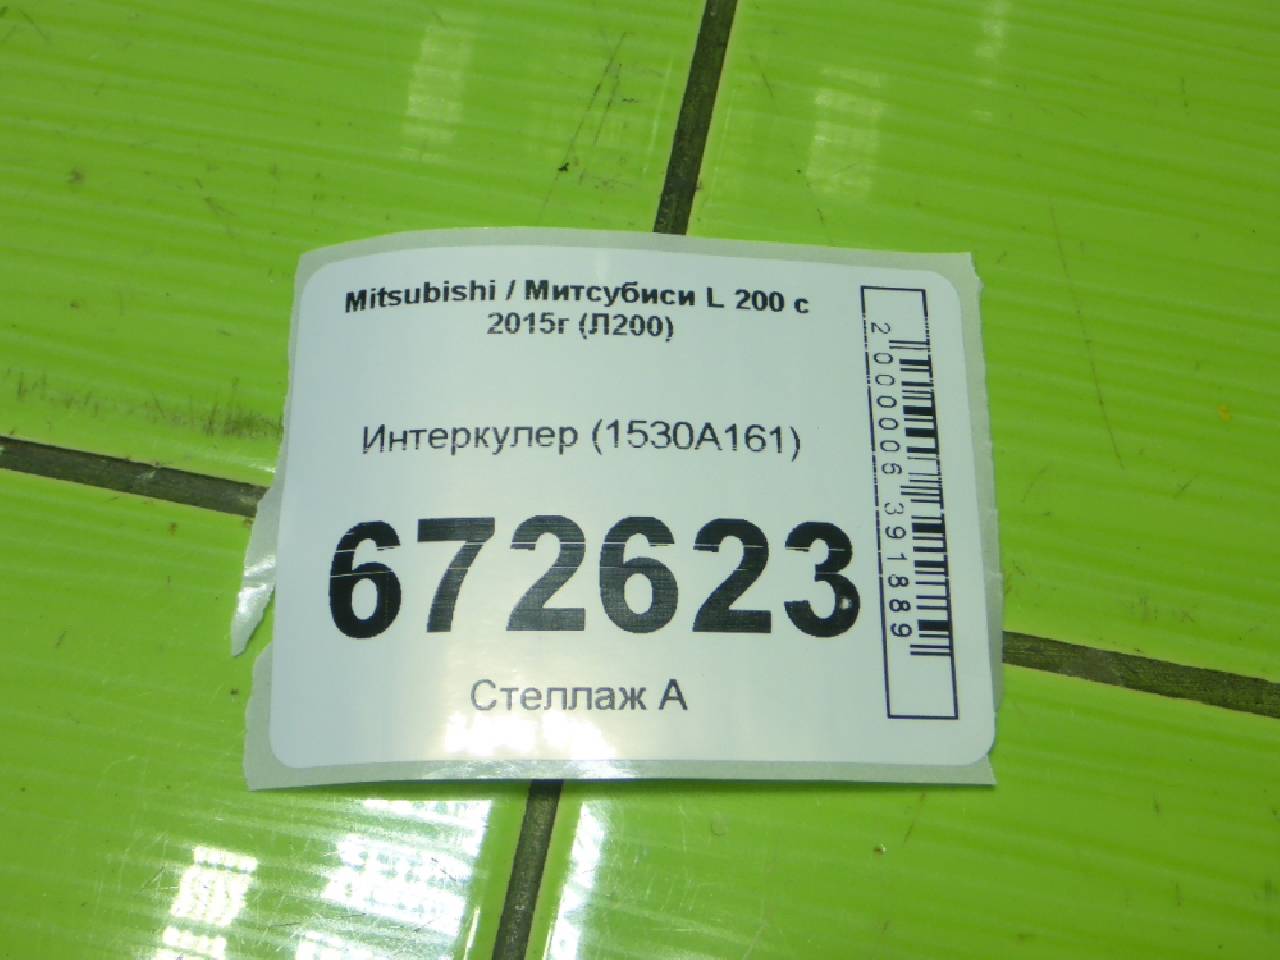 Mitsubishi / Митсубиси L 200 с
2015г (Л200)
Интеркулер (1530A161)
672623
Стеллаж А
2000006391889